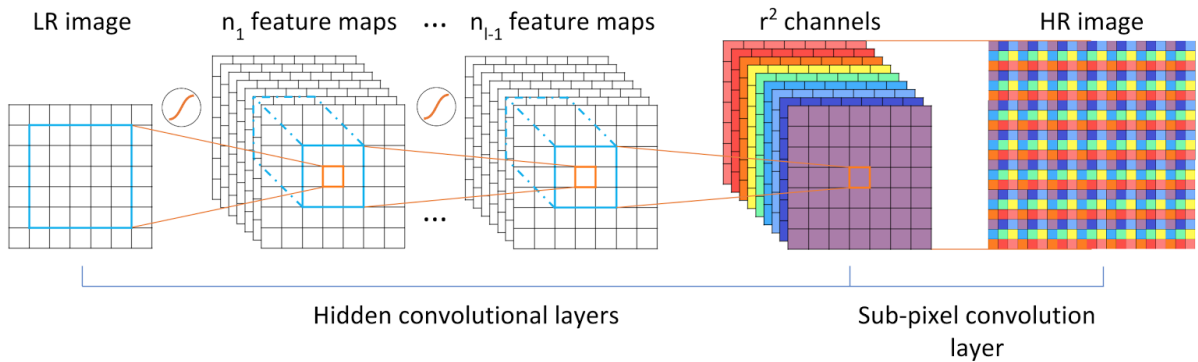 LR image
n₁ feature maps
...
nₗ₋₁ feature maps
r² channels
HR image
...
Hidden convolutional layers
Sub-pixel convolution
layer